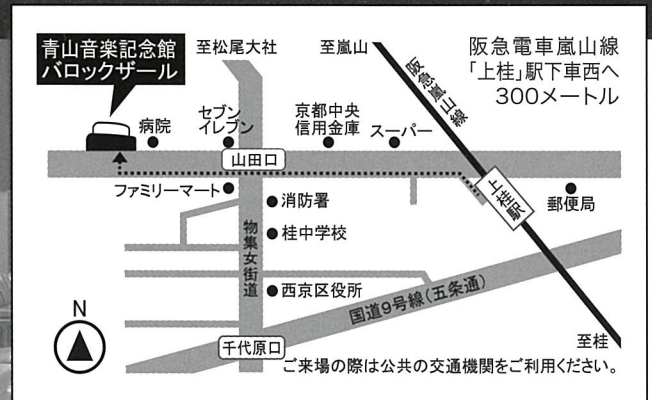 青山音楽記念館
バロックザール
至松尾大社
至嵐山
阪急嵐山線
阪急電車嵐山線
「上桂」駅下車西へ
300メートル
病院
セブン
イレブン
京都中央
信用金庫
スーパー
山田口
上桂駅
郵便局
ファミリーマート
消防署
桂中学校
物集女街道
西京区役所
国道9号線(五条通)
N
千代原口
至桂
ご来場の際は公共の交通機関をご利用ください。